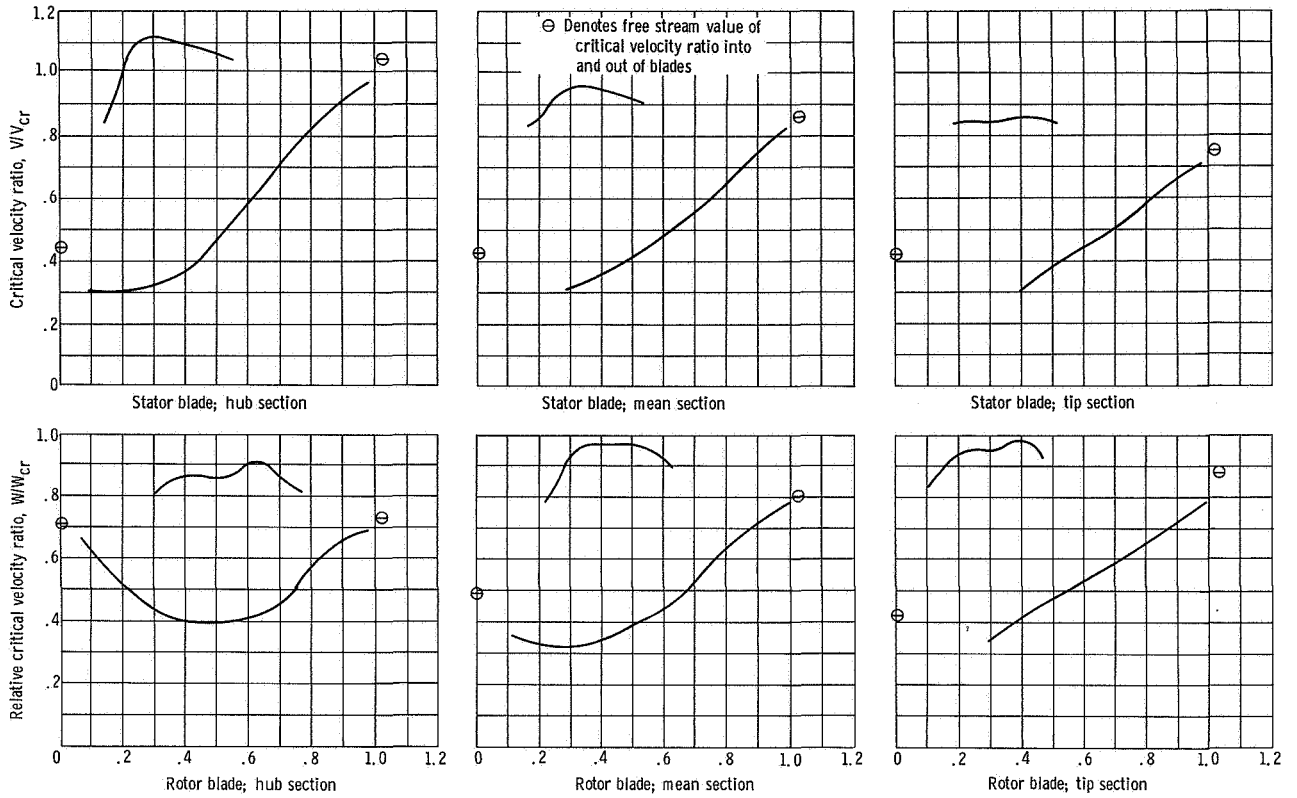 1.2
1.0
.8
.6
.4
.2
0
Critical velocity ratio, V/Vcr
Stator blade; hub section
⊖ Denotes free stream value of
critical velocity ratio into
and out of blades
Stator blade; mean section
Stator blade; tip section
1.0
.8
.6
.4
.2
Relative critical velocity ratio, W/Wcr
0 .2 .4 .6 .8 1.0 1.2
Rotor blade; hub section
0 .2 .4 .6 .8 1.0 1.2
Rotor blade; mean section
0 .2 .4 .6 .8 1.0 1.2
Rotor blade; tip section